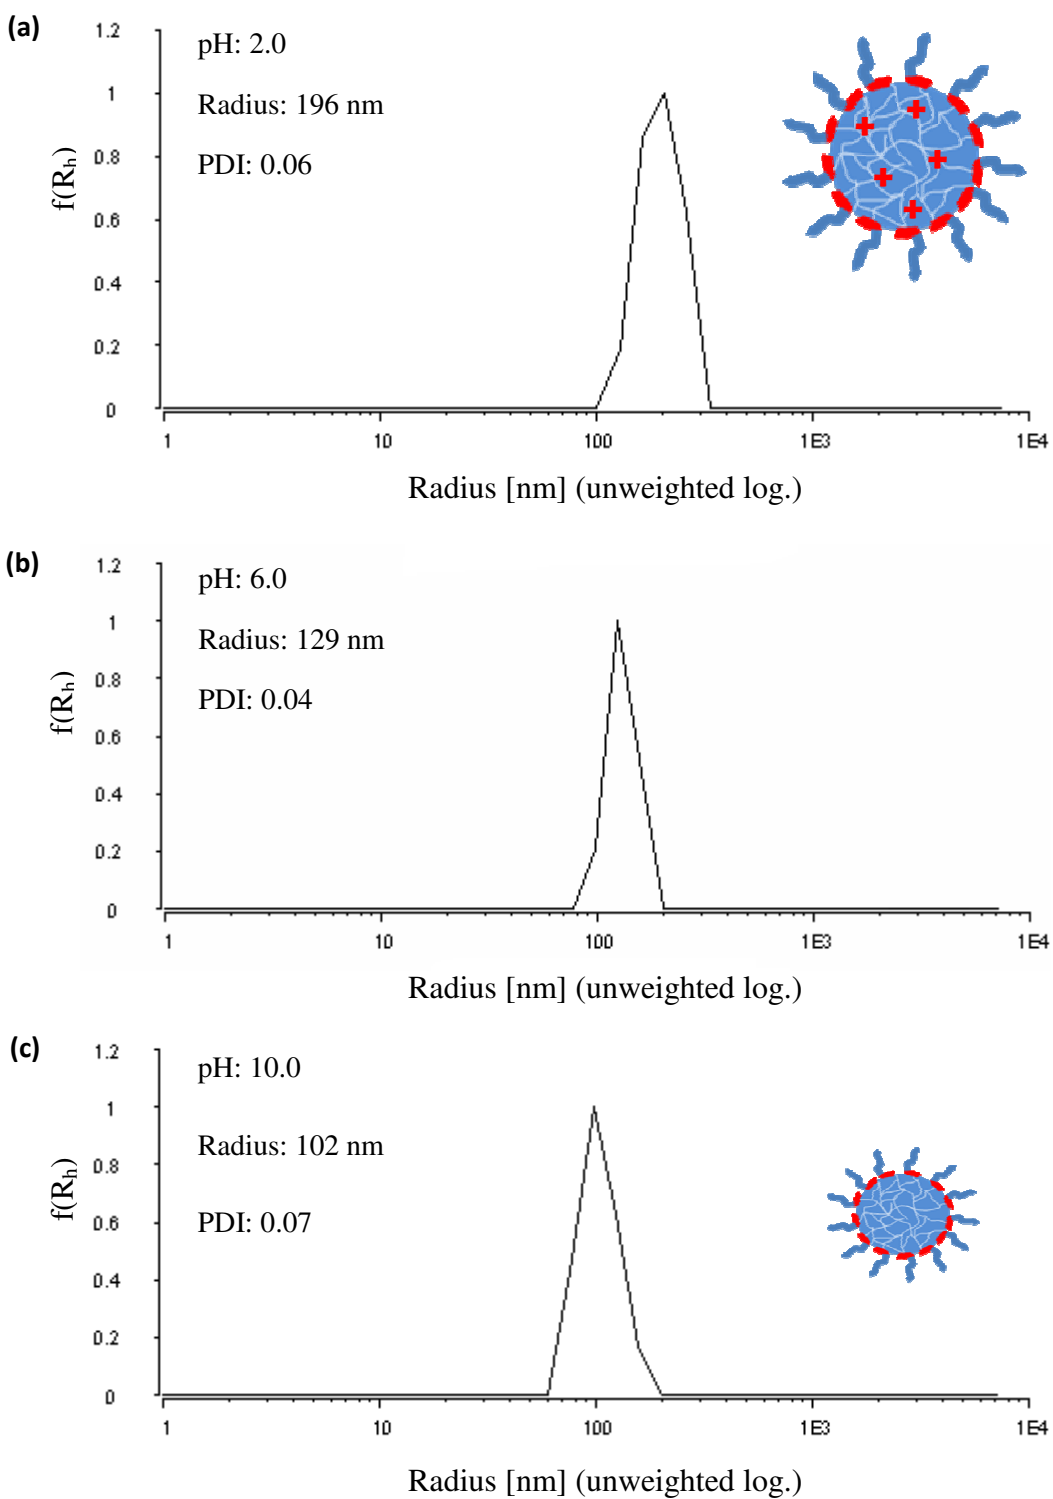 (a)
1.2
1
0.8
0.6
0.4
0.2
0
f(Rₕ)
pH: 2.0
Radius: 196 nm
PDI: 0.06
+ + + + +
1 10 100 1E3 1E4
Radius [nm] (unweighted log.)
(b)
1.2
1
0.8
0.6
0.4
0.2
0
f(Rₕ)
pH: 6.0
Radius: 129 nm
PDI: 0.04
1 10 100 1E3 1E4
Radius [nm] (unweighted log.)
(c)
1.2
1
0.8
0.6
0.4
0.2
0
f(Rₕ)
pH: 10.0
Radius: 102 nm
PDI: 0.07
1 10 100 1E3 1E4
Radius [nm] (unweighted log.)